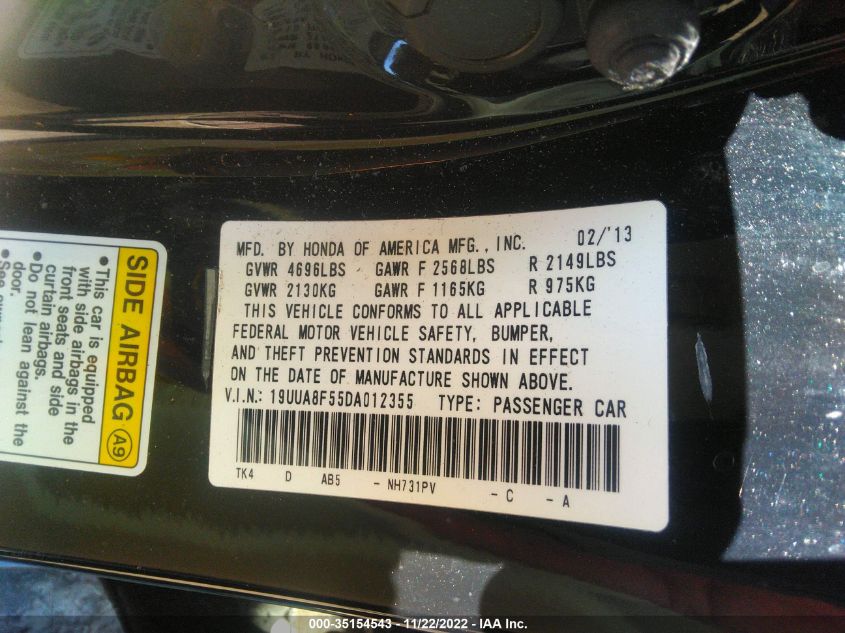 MFD. BY HONDA OF AMERICA MFG., INC. 02/'13
GVWR 4696LBS GAWR F 2568LBS R 2149LBS
GVWR 2130KG GAWR F 1165KG R 975KG
THIS VEHICLE CONFORMS TO ALL APPLICABLE
FEDERAL MOTOR VEHICLE SAFETY, BUMPER,
AND THEFT PREVENTION STANDARDS IN EFFECT
ON THE DATE OF MANUFACTURE SHOWN ABOVE.
V.I.N.: 19UUA8F55DA012355 TYPE: PASSENGER CAR
TK4 D AB5 - NH731PV - C - A
SIDE AIRBAG A9
• This car is equipped
with side airbags in the
front seats and side
curtain airbags.
• Do not lean against the
door.
• See
000-35154543 - 11/22/2022 - IAA Inc.